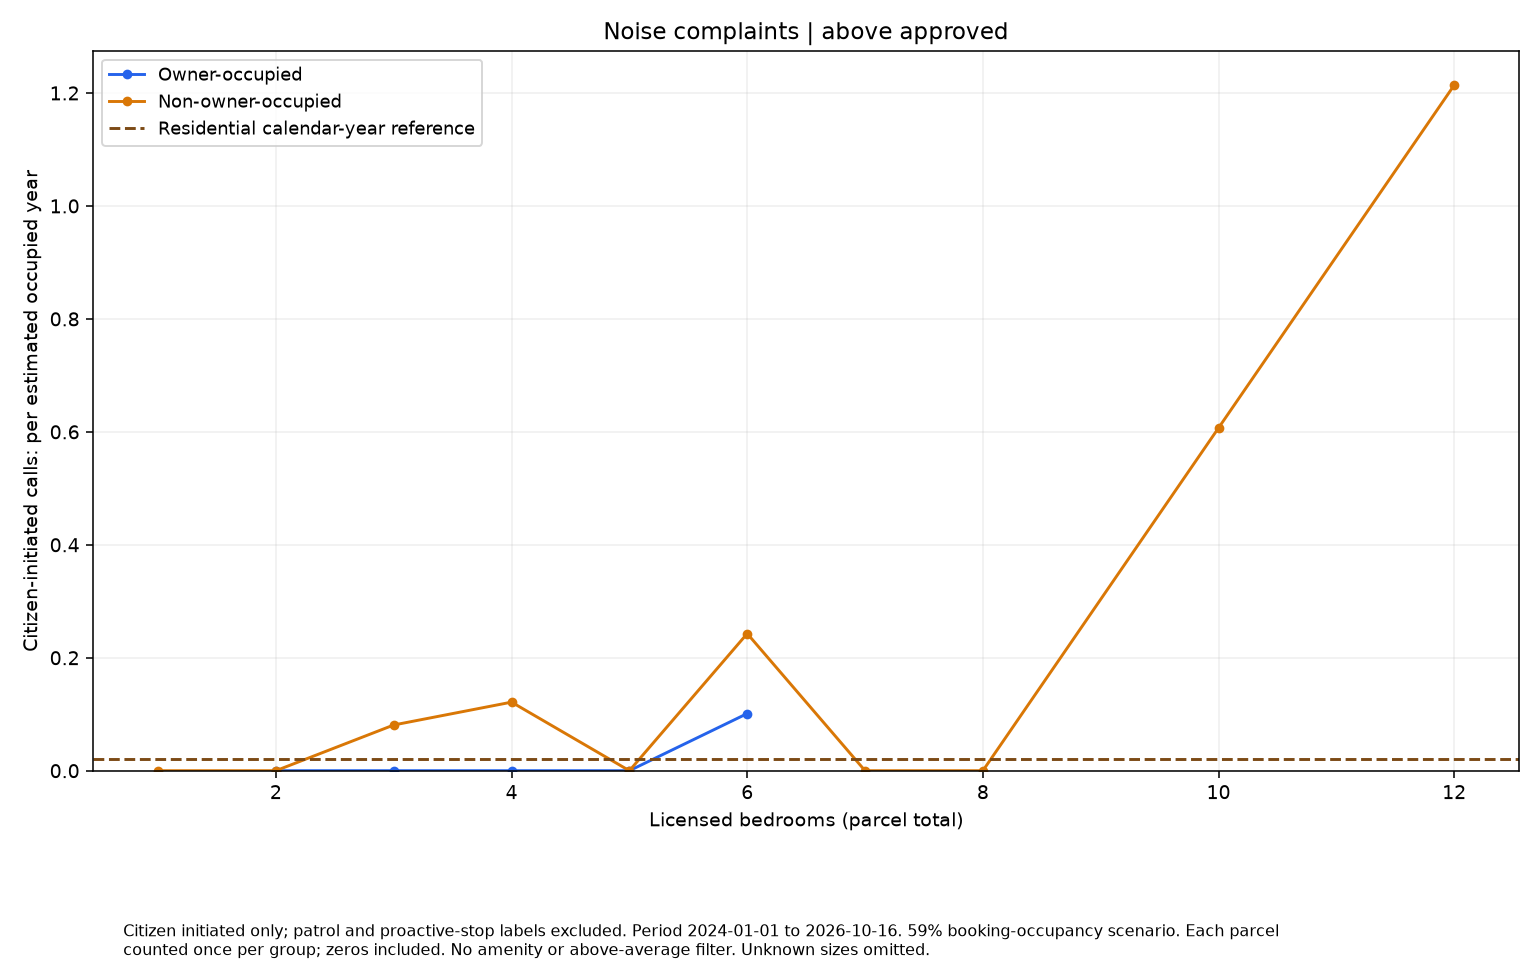 Noise complaints | above approved
Owner-occupied
Non-owner-occupied
Residential calendar-year reference
Citizen-initiated calls: per estimated occupied year
1.2
1.0
0.8
0.6
0.4
0.2
0.0
2 4 6 8 10 12
Licensed bedrooms (parcel total)
Citizen initiated only; patrol and proactive-stop labels excluded. Period 2024-01-01 to 2026-10-16. 59% booking-occupancy scenario. Each parcel
counted once per group; zeros included. No amenity or above-average filter. Unknown sizes omitted.